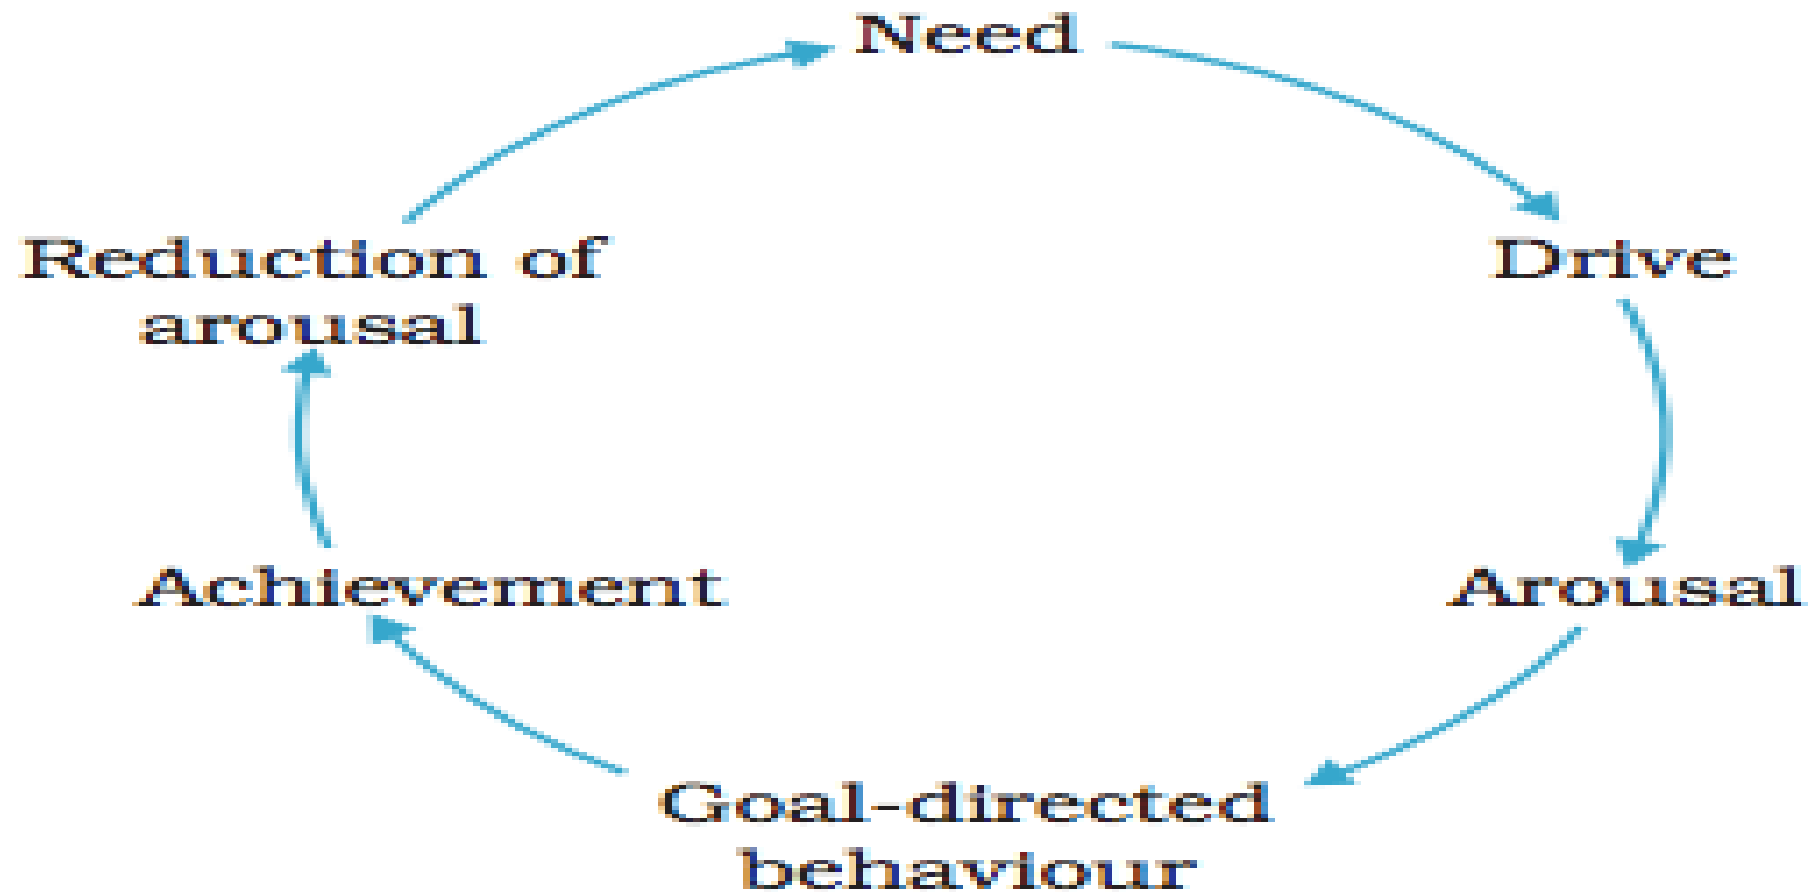 Need
Drive
Arousal
Goal-directed
behaviour
Achievement
Reduction of
arousal